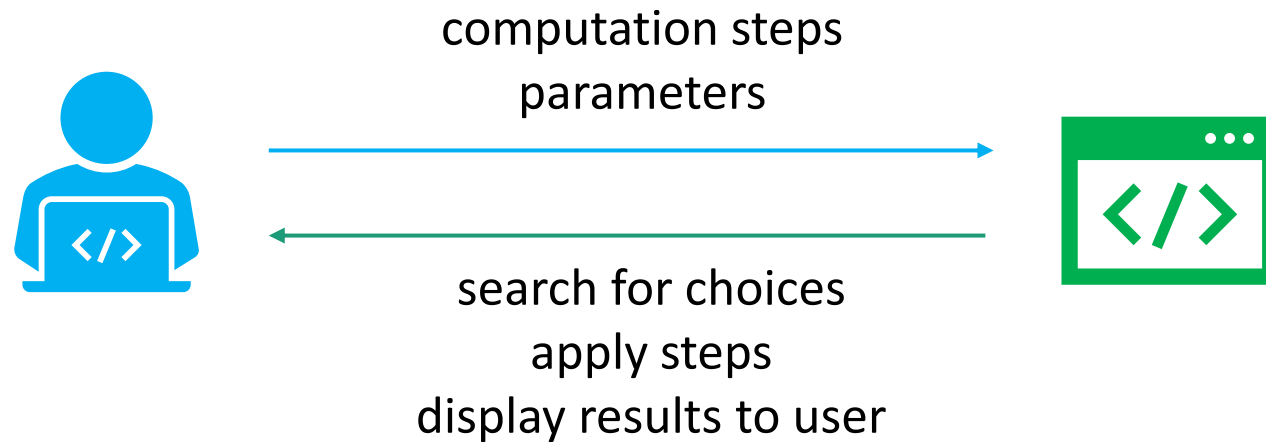 computation steps
parameters
</>
</>
search for choices
apply steps
display results to user